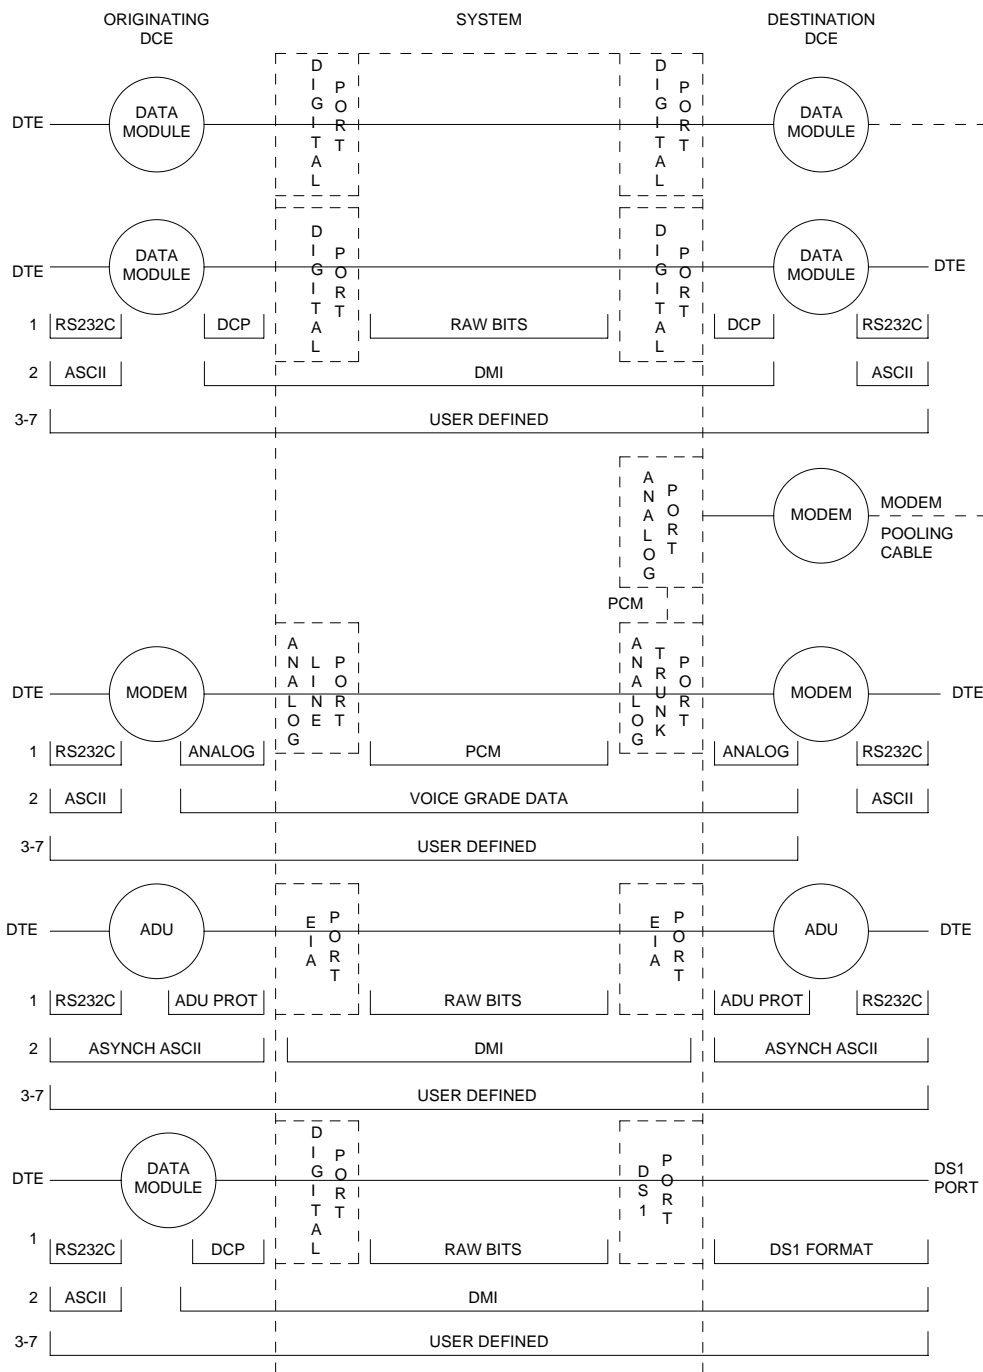 ORIGINATING DCE SYSTEM DESTINATION DCE
DIGITAL PORT DIGITAL PORT
DTE DATA MODULE DATA MODULE
DIGITAL PORT DIGITAL PORT
DTE DATA MODULE DATA MODULE DTE
1 RS232C DCP RAW BITS DCP RS232C
2 ASCII DMI ASCII
3-7 USER DEFINED
ANALOG PORT
MODEM MODEM POOLING CABLE
PCM
ANALOG LINE PORT ANALOG TRUNK PORT
DTE MODEM MODEM DTE
1 RS232C ANALOG PCM ANALOG RS232C
2 ASCII VOICE GRADE DATA ASCII
3-7 USER DEFINED
EIA PORT EIA PORT
DTE ADU ADU DTE
1 RS232C ADU PROT RAW BITS ADU PROT RS232C
2 ASYNCH ASCII DMI ASYNCH ASCII
3-7 USER DEFINED
DIGITAL PORT DS1 PORT
DTE DATA MODULE DS1 PORT
1 RS232C DCP RAW BITS DS1 FORMAT
2 ASCII DMI
3-7 USER DEFINED